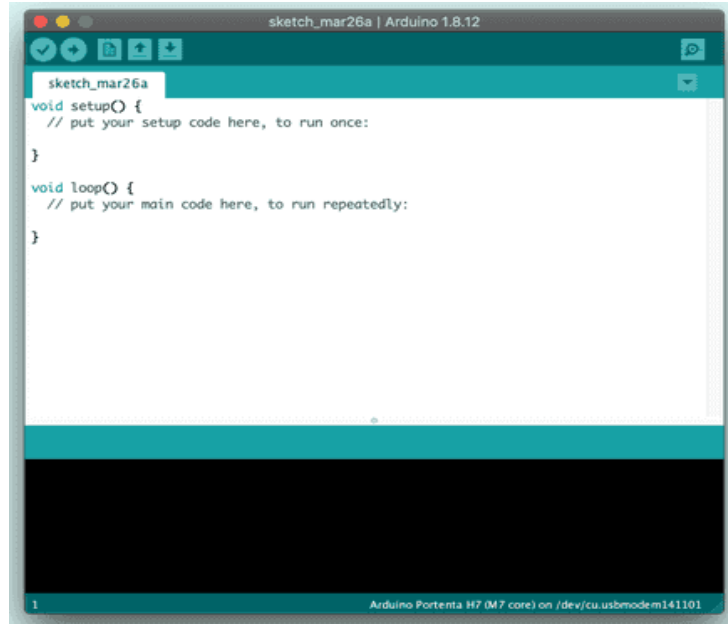 sketch_mar26a | Arduino 1.8.12
sketch_mar26a
void setup() {
  // put your setup code here, to run once:
}
void loop() {
  // put your main code here, to run repeatedly:
}
1 Arduino Portenta H7 (M7 core) on /dev/cu.usbmodem141101